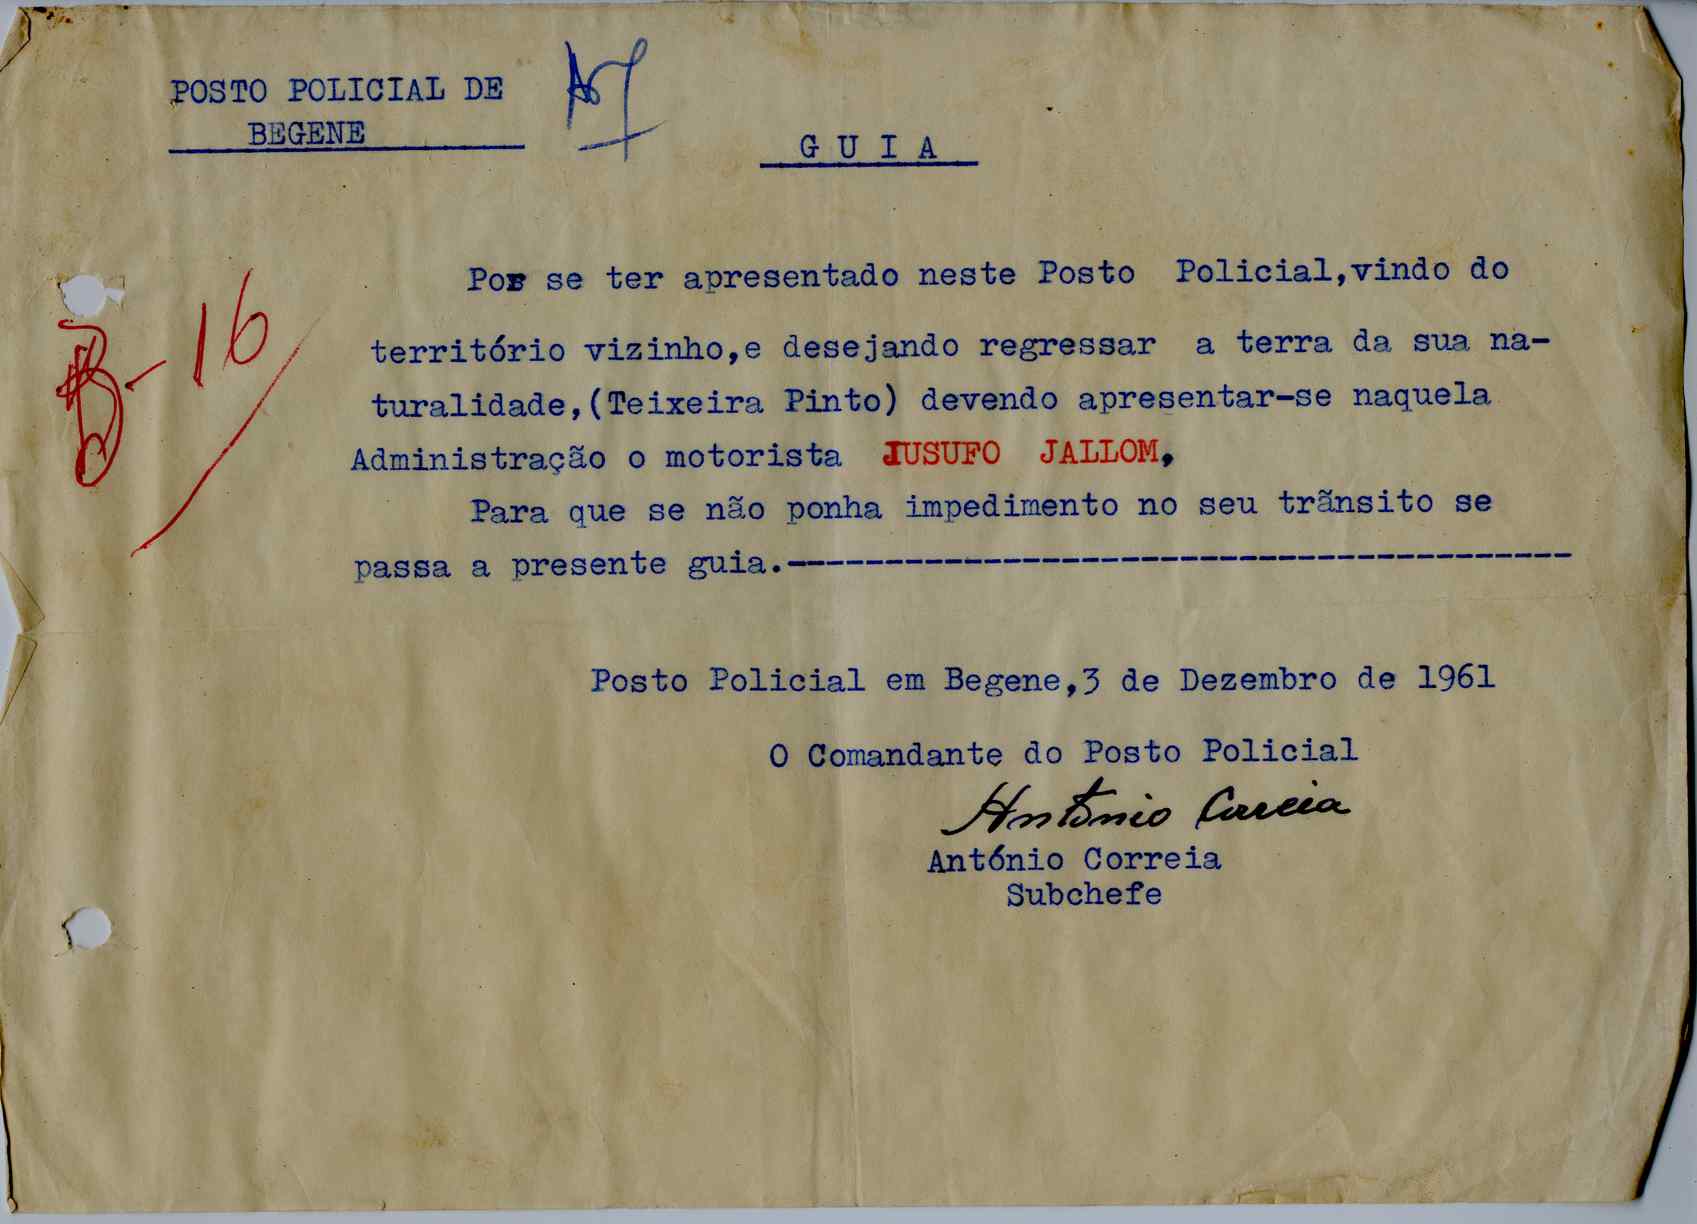 POSTO POLICIAL DE
BEGENE
G U I A
B-16
Por se ter apresentado neste Posto Policial,vindo do
território vizinho,e desejando regressar a terra da sua na-
turalidade,(Teixeira Pinto) devendo apresentar-se naquela
Administração o motorista JUSUFO JALLOM,
Para que se não ponha impedimento no seu trãnsito se
passa a presente guia.----------------------------------------
Posto Policial em Begene,3 de Dezembro de 1961
O Comandante do Posto Policial
António Correia
António Correia
Subchefe